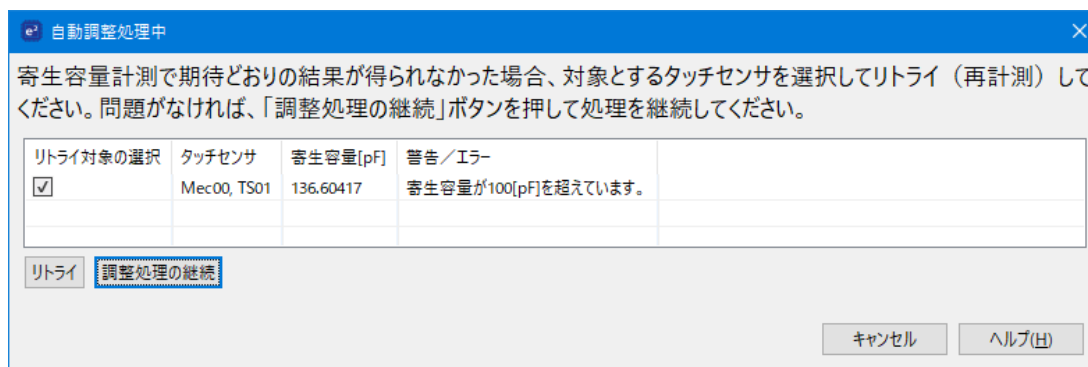 自動調整処理中
寄生容量計測で期待どおりの結果が得られなかった場合、対象とするタッチセンサを選択してリトライ（再計測）して
ください。問題がなければ、「調整処理の継続」ボタンを押して処理を継続してください。
リトライ対象の選択 タッチセンサ 寄生容量[pF] 警告／エラー
Mec00, TS01 136.60417 寄生容量が100[pF]を超えています。
リトライ 調整処理の継続
キャンセル ヘルプ(H)